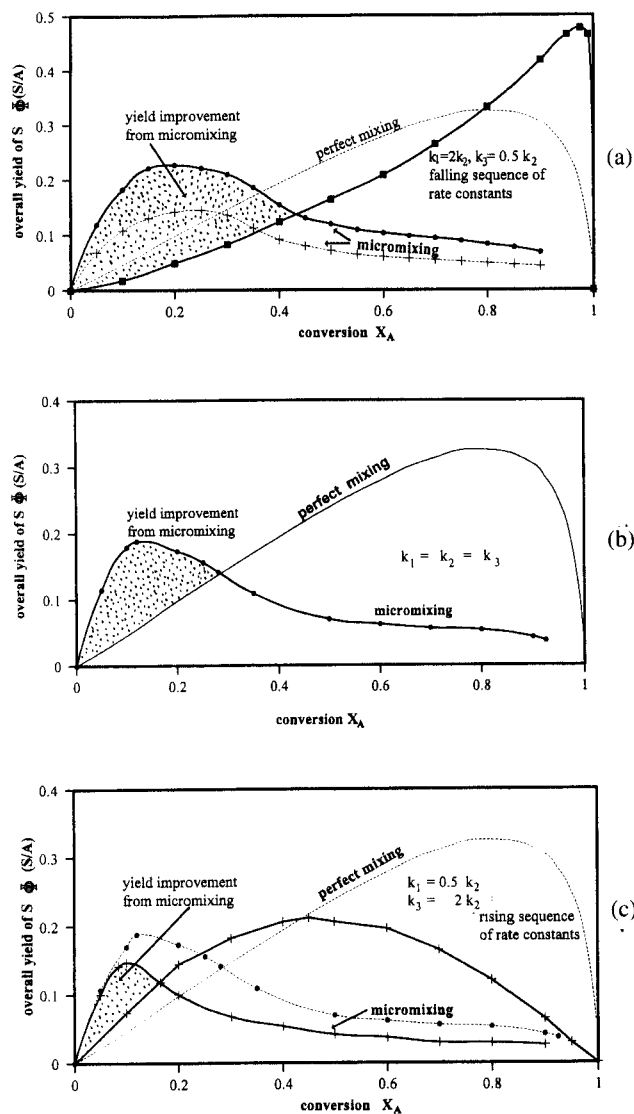 0.5
0.4
0.3
0.2
0.1
0
overall yield of S Φ(S/A)
yield improvement
from micromixing
perfect mixing
k1=2k2, k3= 0.5 k2
falling sequence of
rate constants
micromixing
0 0.2 0.4 0.6 0.8 1
conversion XA
(a)
0.4
0.3
0.2
0.1
0
overall yield of S Φ (S/A)
yield improvement
from micromixing
perfect mixing
k1 = k2 = k3
micromixing
0 0.2 0.4 0.6 0.8 1
conversion XA
(b)
0.4
0.3
0.2
0.1
0
overall yield of S Φ (S/A)
yield improvement
from micromixing
perfect mixing
k1 = 0.5 k2
k3 = 2 k2
rising sequence
of rate constants
micromixing
0 0.2 0.4 0.6 0.8 1
conversion XA
(c)